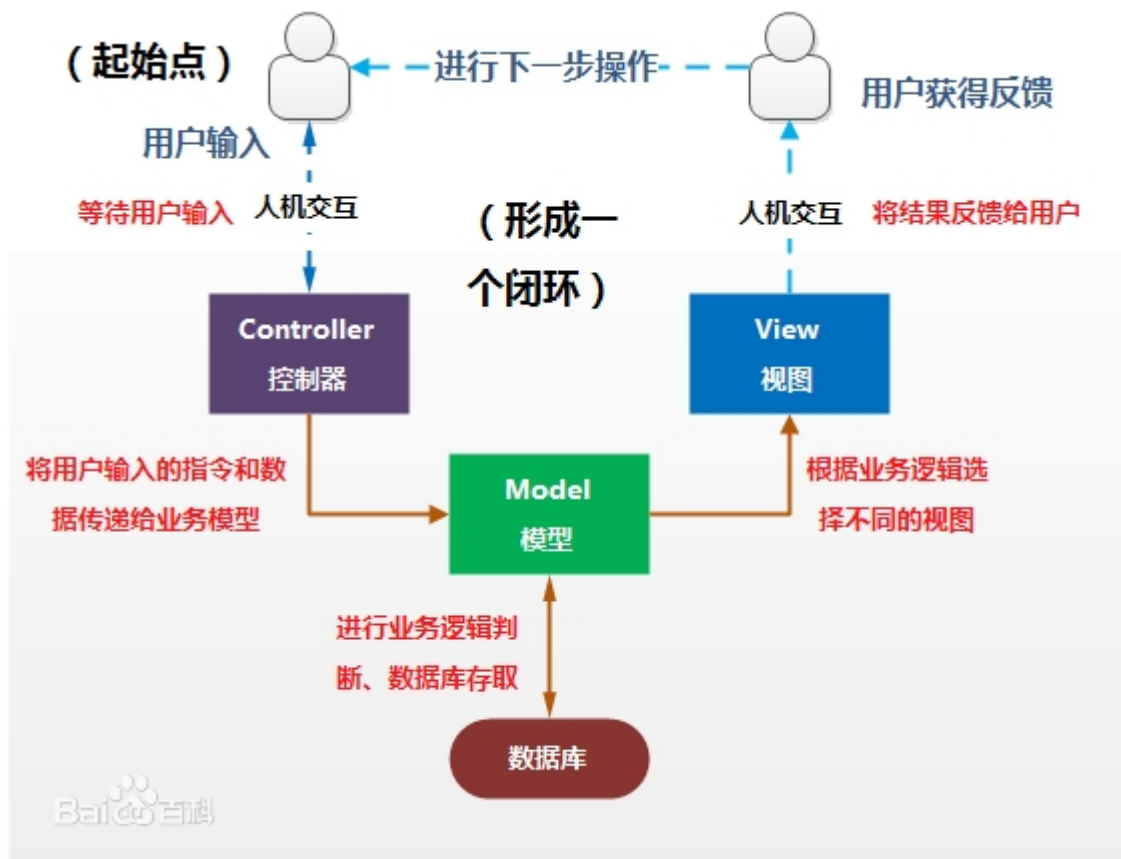 （起始点）
进行下一步操作
用户获得反馈
用户输入
等待用户输入
人机交互
（形成一
个闭环）
人机交互
将结果反馈给用户
Controller
控制器
View
视图
将用户输入的指令和数
据传递给业务模型
Model
模型
根据业务逻辑选
择不同的视图
进行业务逻辑判
断、数据库存取
数据库
Bai du 百科